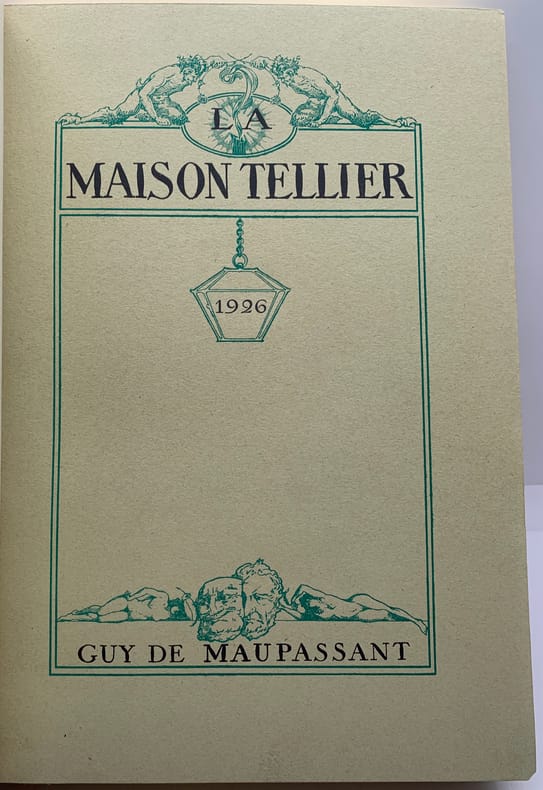 LA
MAISON TELLIER
1926
GUY DE MAUPASSANT